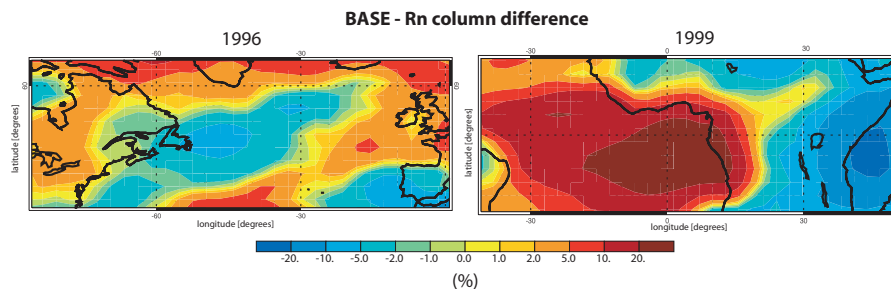 BASE - Rn column difference
1996
1999
-60
-30
-30
0
30
60
60
latitude [degrees]
latitude [degrees]
-60
-30
-30
0
30
longitude [degrees]
longitude [degrees]
-20. -10. -5.0 -2.0 -1.0 0.0 1.0 2.0 5.0 10. 20.
(%)